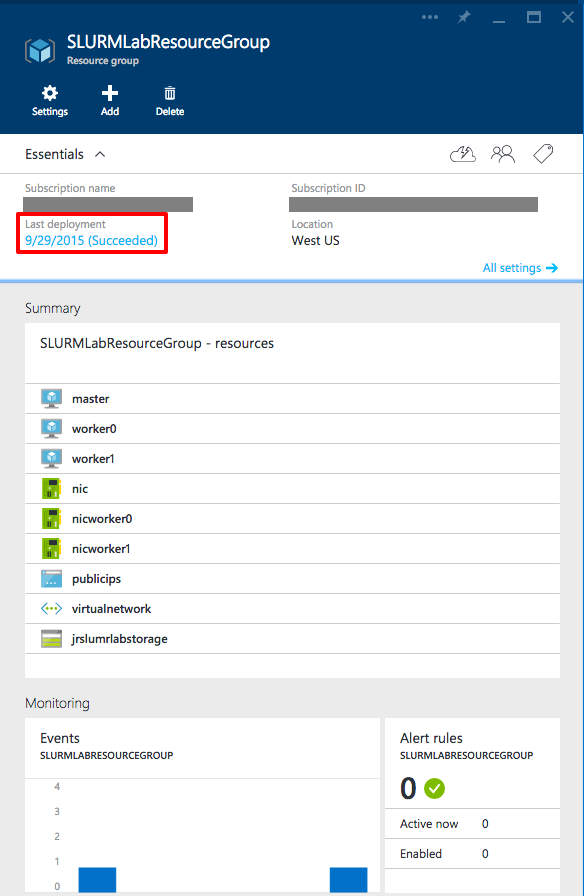 SLURMLabResourceGroup
Resource group
Settings Add Delete
Essentials
Subscription name Subscription ID
Last deployment Location
9/29/2015 (Succeeded) West US
All settings
Summary
SLURMLabResourceGroup - resources
master
worker0
worker1
nic
nicworker0
nicworker1
publicips
virtualnetwork
jrslumrlabstorage
Monitoring
Events
SLURMLABRESOURCEGROUP
4
3
2
1
0
Alert rules
SLURMLABRESOURCEGROUP
0
Active now 0
Enabled 0